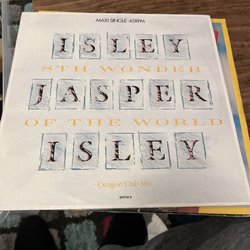 MAXI SINGLE 45RPM
ISLEY
8TH WONDER
JASPER
OF THE WORLD
ISLEY
Octagon Club Mix